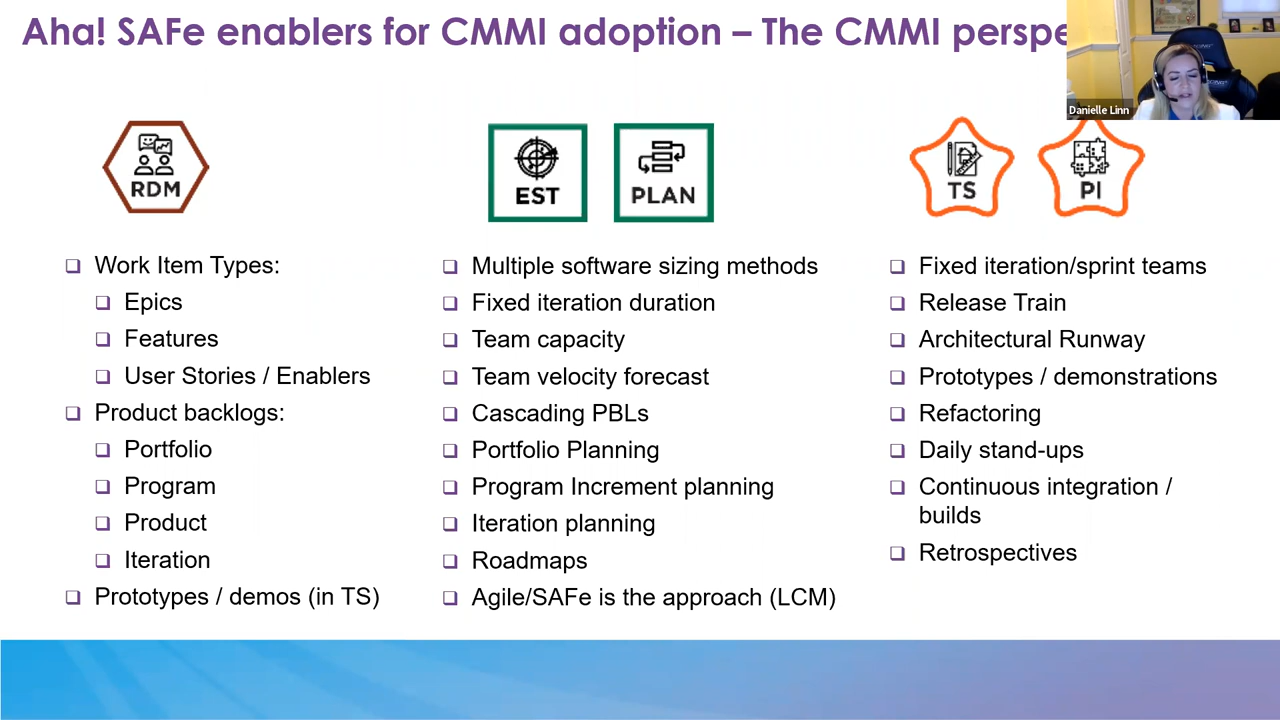 Aha! SAFe enablers for CMMI adoption – The CMMI perspe
Danielle Linn
RDM
EST
PLAN
TS
PI
❑ Work Item Types:
❑ Epics
❑ Features
❑ User Stories / Enablers
❑ Product backlogs:
❑ Portfolio
❑ Program
❑ Product
❑ Iteration
❑ Prototypes / demos (in TS)
❑ Multiple software sizing methods
❑ Fixed iteration duration
❑ Team capacity
❑ Team velocity forecast
❑ Cascading PBLs
❑ Portfolio Planning
❑ Program Increment planning
❑ Iteration planning
❑ Roadmaps
❑ Agile/SAFe is the approach (LCM)
❑ Fixed iteration/sprint teams
❑ Release Train
❑ Architectural Runway
❑ Prototypes / demonstrations
❑ Refactoring
❑ Daily stand-ups
❑ Continuous integration /
builds
❑ Retrospectives